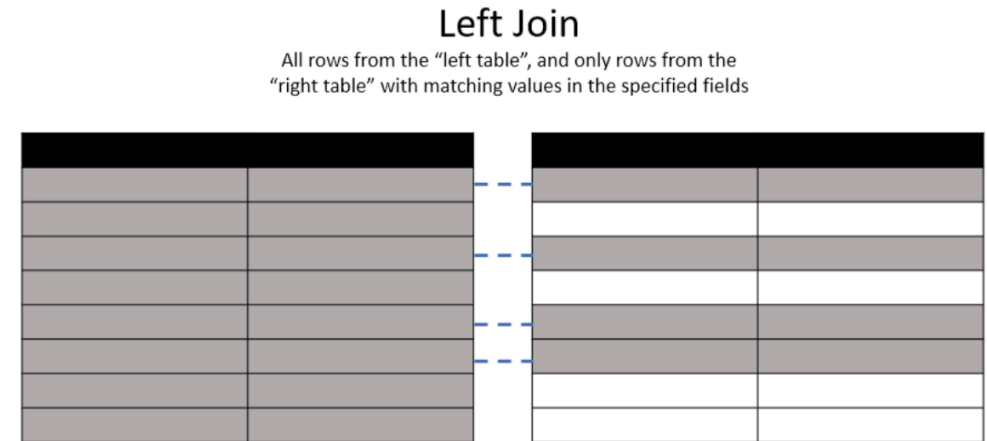 Left Join
All rows from the “left table”, and only rows from the
“right table” with matching values in the specified fields